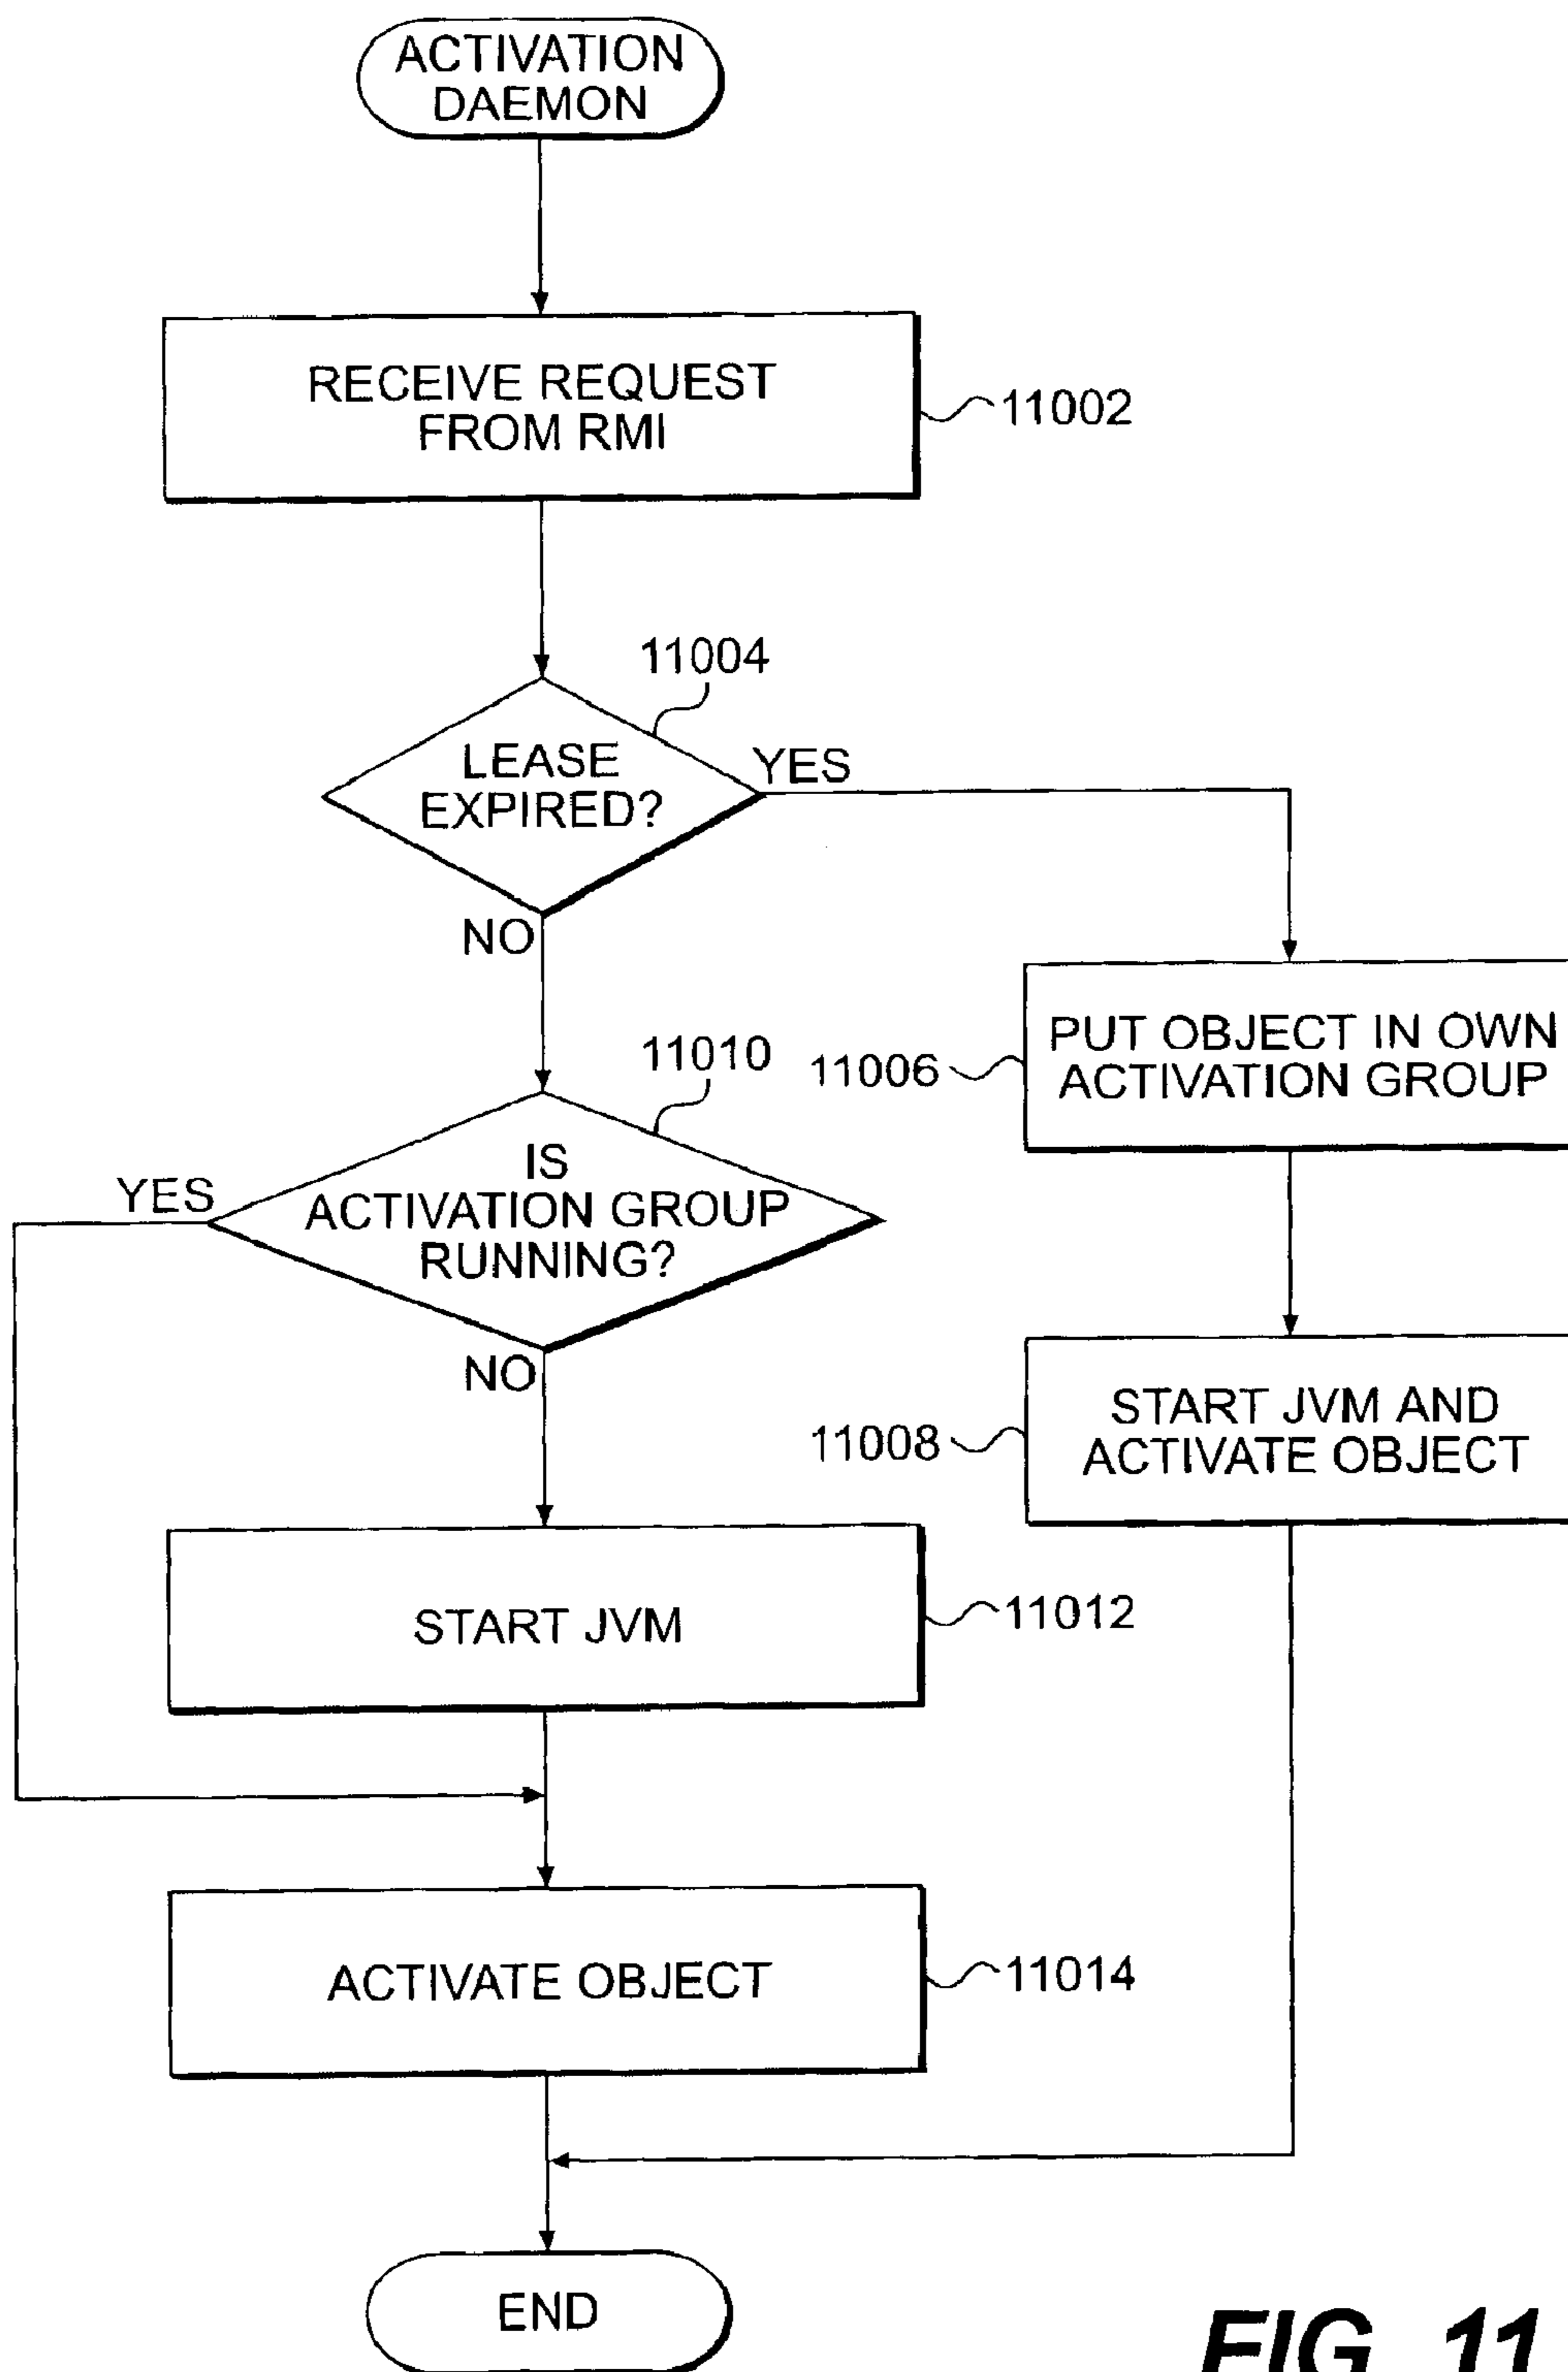 ACTIVATION
DAEMON
RECEIVE REQUEST
FROM RMI
11002
11004
LEASE
EXPIRED?
YES
NO
PUT OBJECT IN OWN
ACTIVATION GROUP
11006
11010
IS
ACTIVATION GROUP
RUNNING?
YES
NO
START JVM AND
ACTIVATE OBJECT
11008
START JVM
11012
ACTIVATE OBJECT
11014
END
FIG. 11